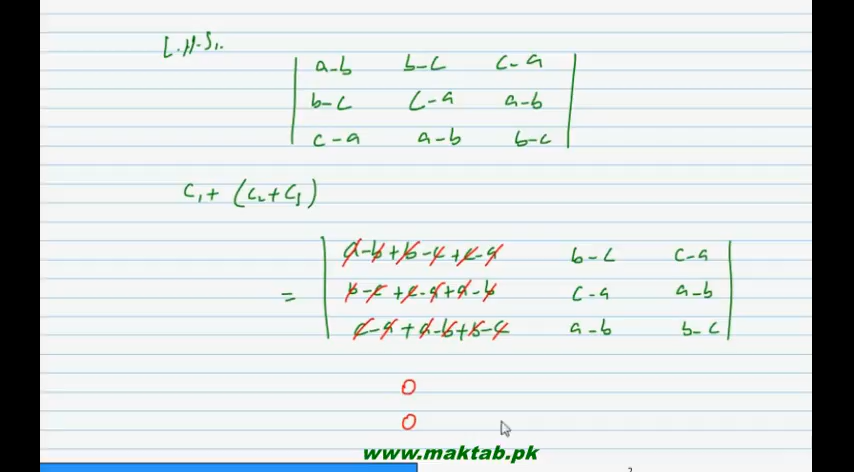 L.H.S.
a-b b-c c-a
b-c c-a a-b
c-a a-b b-c
C₁+ (C₂+C₃)
a-b+b-c+c-a b-c c-a
= b-c+c-a+a-b c-a a-b
c-a+a-b+b-c a-b b-c
0
0
www.maktab.pk